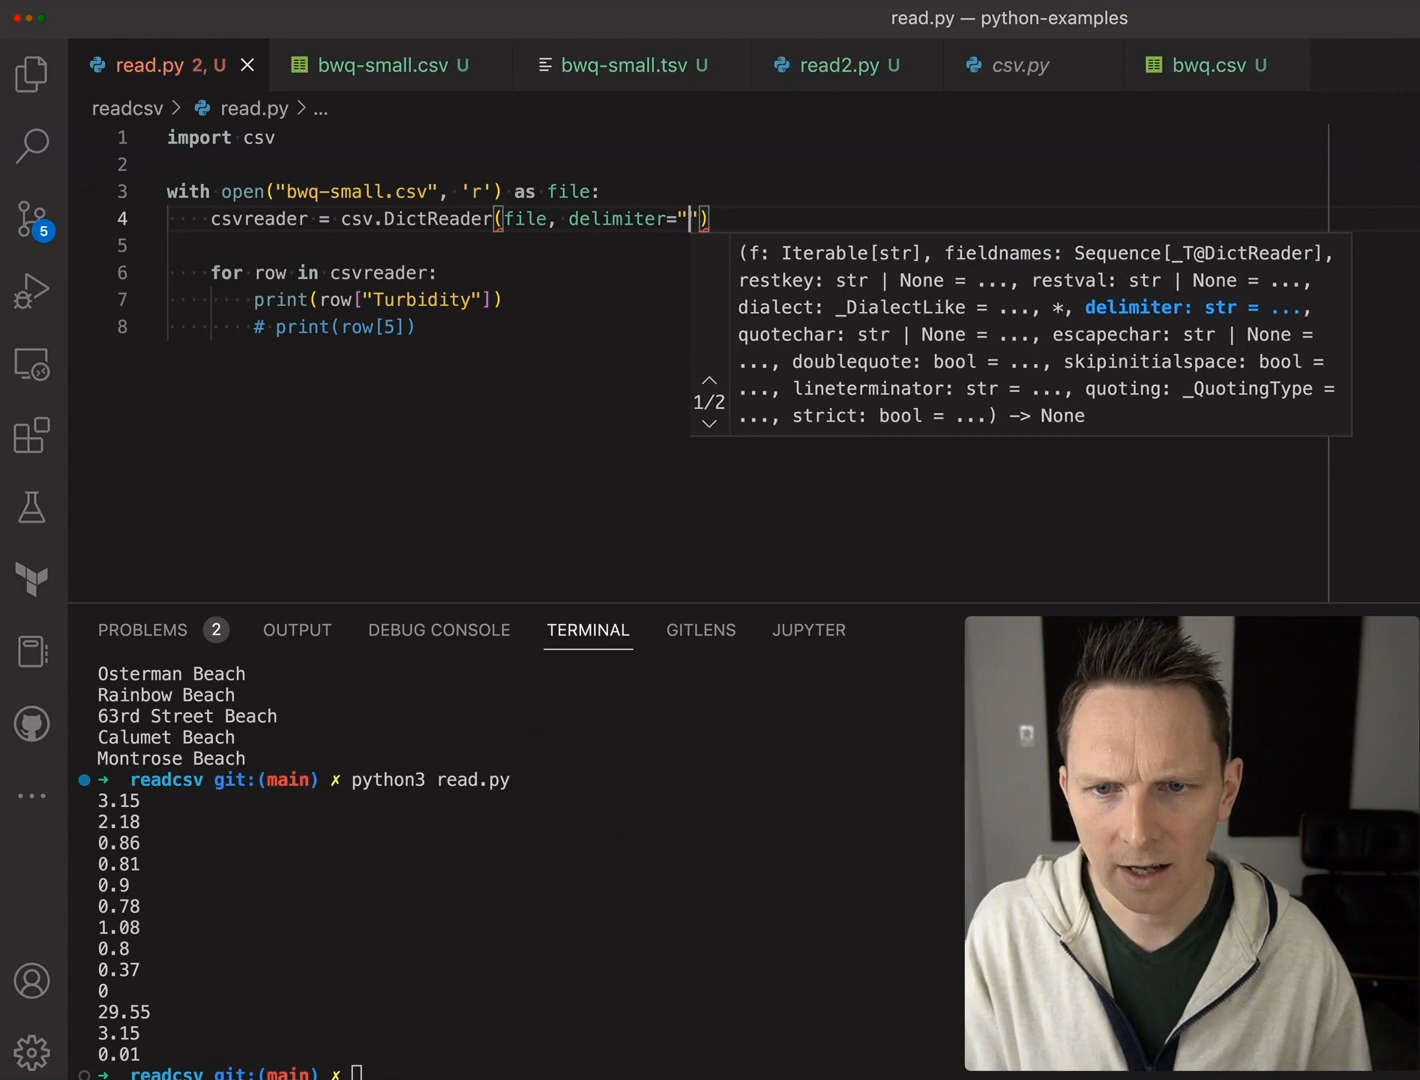 read.py — python-examples
read.py 2, U
bwq-small.csv U
bwq-small.tsv U
read2.py U
csv.py
bwq.csv U
readcsv > read.py > ...
1 import csv
2
3 with open("bwq-small.csv", 'r') as file:
4 csvreader = csv.DictReader(file, delimiter="")
5
6 for row in csvreader:
7 print(row["Turbidity"])
8 # print(row[5])
(f: Iterable[str], fieldnames: Sequence[_T@DictReader],
restkey: str | None = ..., restval: str | None = ...,
dialect: _DialectLike = ..., *, delimiter: str = ...,
quotechar: str | None = ..., escapechar: str | None =
..., doublequote: bool = ..., skipinitialspace: bool =
..., lineterminator: str = ..., quoting: _QuotingType =
..., strict: bool = ...) -> None
1/2
5
PROBLEMS 2 OUTPUT DEBUG CONSOLE TERMINAL GITLENS JUPYTER
Osterman Beach
Rainbow Beach
63rd Street Beach
Calumet Beach
Montrose Beach
➜ readcsv git:(main) ✗ python3 read.py
3.15
2.18
0.86
0.81
0.9
0.78
1.08
0.8
0.37
0
29.55
3.15
0.01
➜ readcsv git:(main) ✗